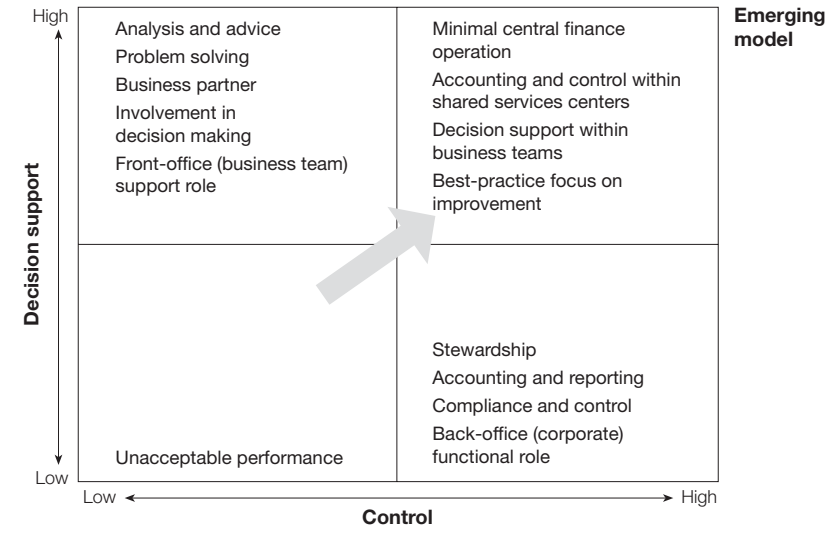 High
Emerging
model
Analysis and advice
Problem solving
Business partner
Involvement in
decision making
Front-office (business team)
support role
Minimal central finance
operation
Accounting and control within
shared services centers
Decision support within
business teams
Best-practice focus on
improvement
Decision support
Unacceptable performance
Stewardship
Accounting and reporting
Compliance and control
Back-office (corporate)
functional role
Low
Low
High
Control